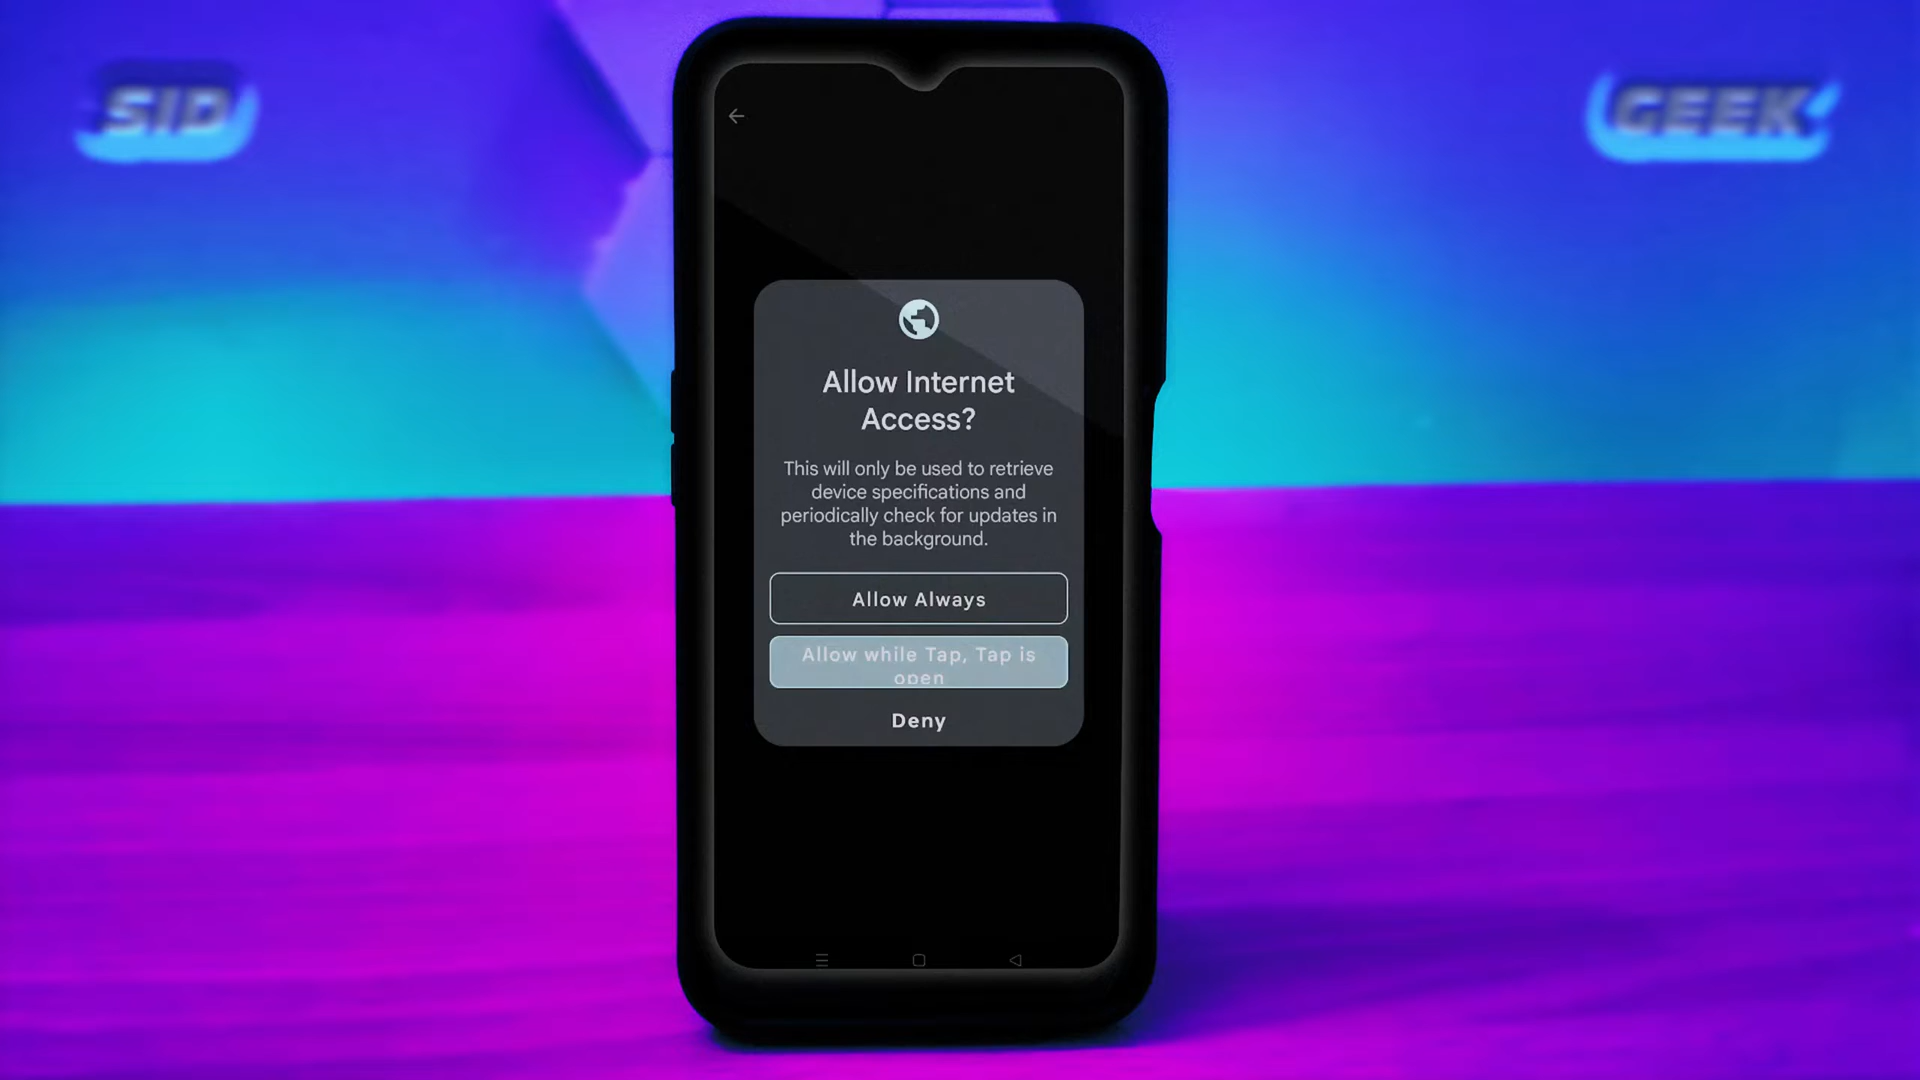 SID
GEEK
Allow Internet
Access?
This will only be used to retrieve
device specifications and
periodically check for updates in
the background.
Allow Always
Allow while Tap, Tap is
open
Deny